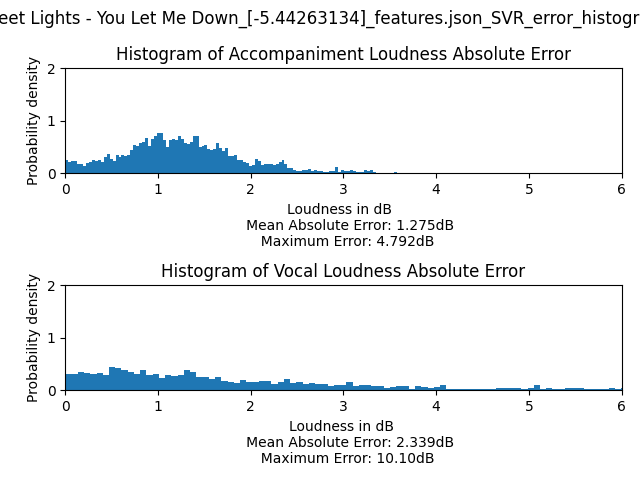 eet Lights - You Let Me Down_[-5.44263134]_features.json_SVR_error_histogr
Histogram of Accompaniment Loudness Absolute Error
Probability density
2
1
0
0 1 2 3 4 5 6
Loudness in dB
Mean Absolute Error: 1.275dB
Maximum Error: 4.792dB
Histogram of Vocal Loudness Absolute Error
Probability density
2
1
0
0 1 2 3 4 5 6
Loudness in dB
Mean Absolute Error: 2.339dB
Maximum Error: 10.10dB